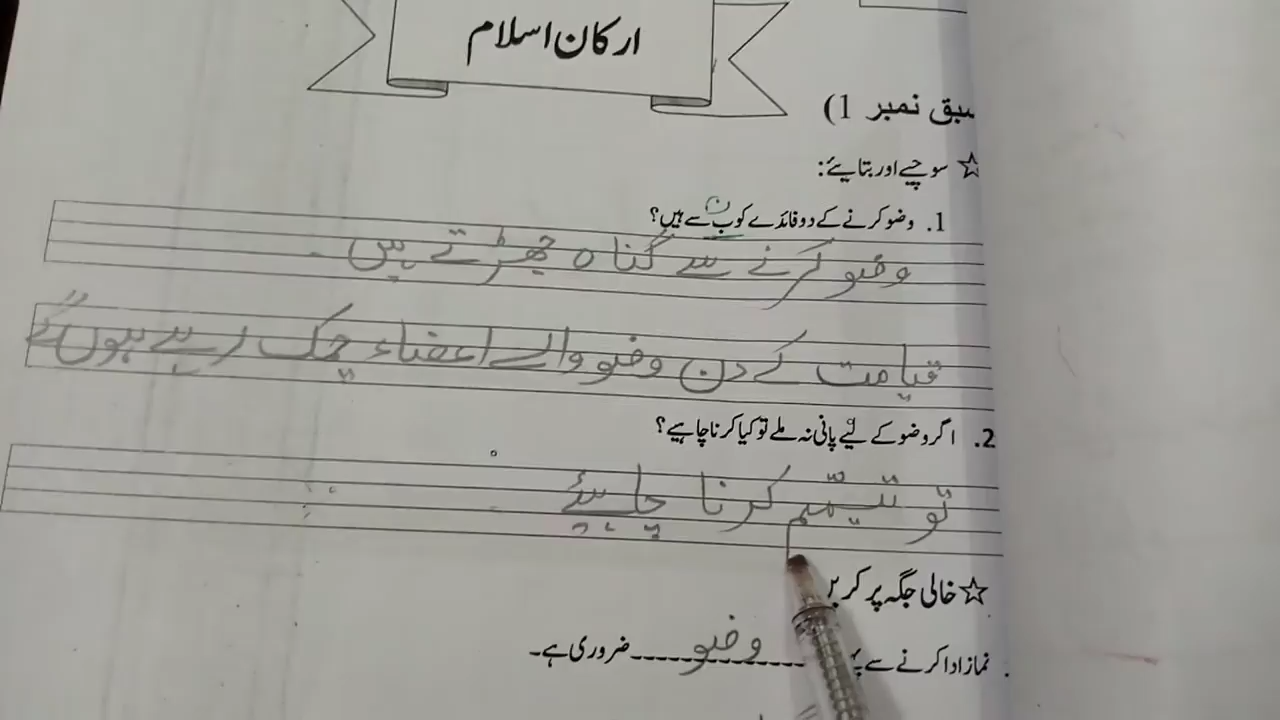 ارکان اسلام
سبق نمبر 1)
☆ سوچیے اور بتایئے:
1. وضو کرنے کے دو فائدے کون سے ہیں؟
وضو کرنے سے گناہ جھڑتے ہیں
قیامت کے دن وضو والے اعضاء چمک رہے ہوں گے
2. اگر وضو کے لیے پانی نہ ملے تو کیا کرنا چاہیے؟
تو تیمّم کرنا چاہئے
☆ خالی جگہ پر کریں
نماز ادا کرنے سے وضو ضروری ہے۔